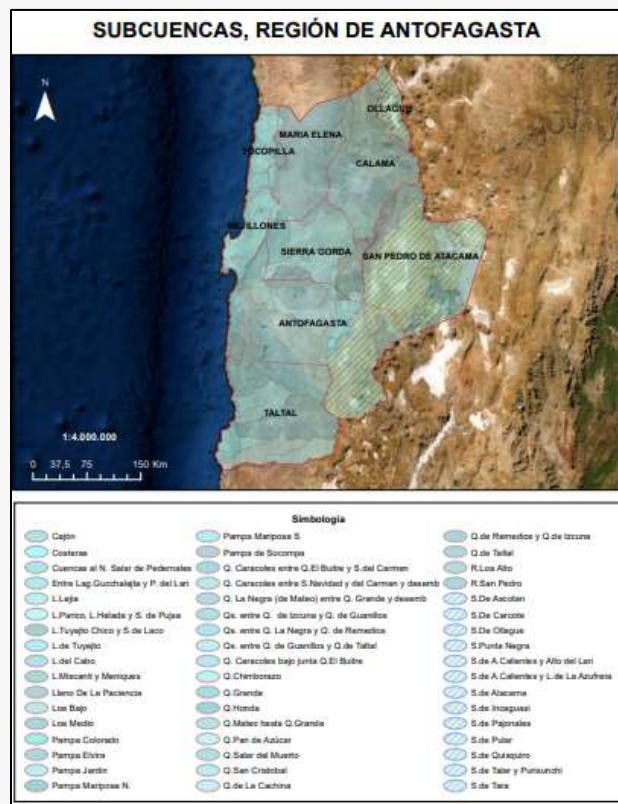 SUBCUENCAS, REGIÓN DE ANTOFAGASTA
N
OLLAGUE
MARIA ELENA
TOCOPILLA
CALAMA
MEJILLONES
SIERRA GORDA
SAN PEDRO DE ATACAMA
ANTOFAGASTA
TALTAL
1:4.000.000
0 37,5 75 150 Km
Simbología
Cajón
Costeras
Cuencas al N. Salar de Pedernales
Entre Lag.Gucchalajta y P. del Lari
L.Lejia
L.Parico, L.Helada y S. de Pujsa
L.Tuyajto Chico y S de Laco
L.de Tuyajto
L.del Cabo
L.Miscanti y Meniques
Llano De La Paciencia
Loa Bajo
Loa Medio
Pampa Colorado
Pampa Elvira
Pampa Jardín
Pampa Mariposa N.
Pampa Mariposa S
Pampa de Socompa
Q. Caracoles entre Q.El Buitre y S.del Carmen
Q. Caracoles entre S.Navidad y del Carmen y desemb
Q. La Negra (de Mateo) entre Q. Grande y desemb
Qs. entre Q. de Izcuna y Q. de Guanillos
Qs. entre Q. La Negra y Q. de Remedios
Qs. entre Q. de Guanillos y Q.de Taltal
Q. Caracoles bajo junta Q.El Buitre
Q.Chimborazo
Q.Grande
Q.Honda
Q.Mateo hasta Q.Grande
Q.Pan de Azúcar
Q.Salar del Muerto
Q.San Cristobal
Q.de La Cachina
Q.de Remedios y Q.de Izcuna
Q.de Taltal
R.Loa Alto
R.San Pedro
S.De Ascotan
S.De Carcote
S.De Ollague
S.Punta Negra
S.de A.Calientes y Alto del Lari
S.de A.Calientes y L.de La Azufrera
S.de Atacama
S.de Incaguasi
S.de Pajonales
S.de Pular
S.de Quisquiro
S.de Talar y Purisunchi
S.de Tara